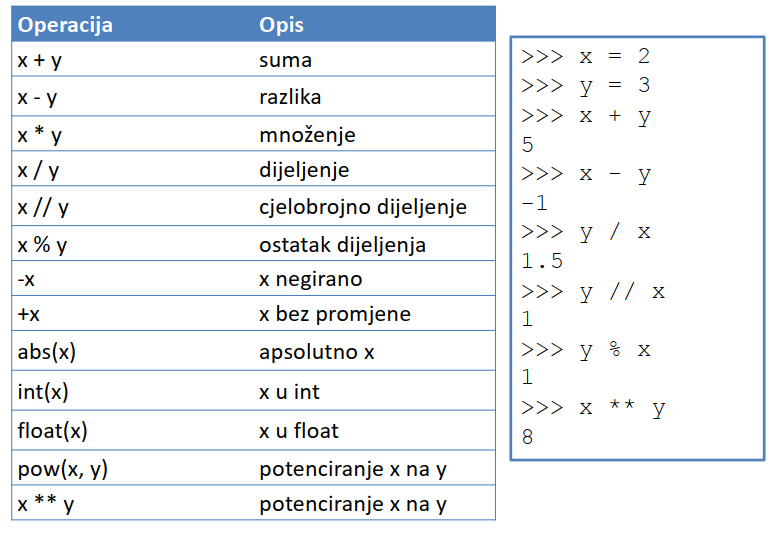 Operacija Opis
x + y suma
x - y razlika
x * y množenje
x / y dijeljenje
x // y cjelobrojno dijeljenje
x % y ostatak dijeljenja
-x x negirano
+x x bez promjene
abs(x) apsolutno x
int(x) x u int
float(x) x u float
pow(x, y) potenciranje x na y
x ** y potenciranje x na y
>>> x = 2
>>> y = 3
>>> x + y
5
>>> x - y
-1
>>> y / x
1.5
>>> y // x
1
>>> y % x
1
>>> x ** y
8